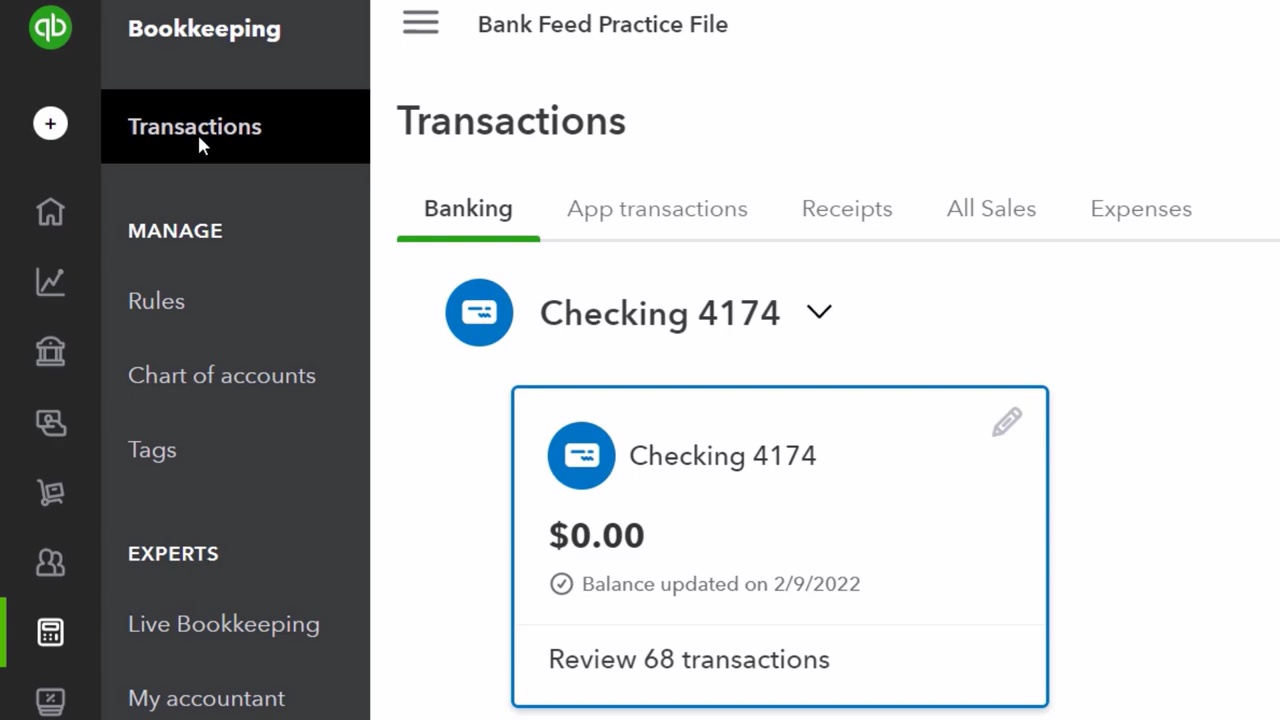 qb
Bookkeeping
Transactions
MANAGE
Rules
Chart of accounts
Tags
EXPERTS
Live Bookkeeping
My accountant
Bank Feed Practice File
Transactions
Banking App transactions Receipts All Sales Expenses
Checking 4174
Checking 4174
$0.00
Balance updated on 2/9/2022
Review 68 transactions